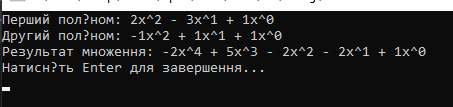 Перший пол?ном: 2x^2 - 3x^1 + 1x^0
Другий пол?ном: -1x^2 + 1x^1 + 1x^0
Результат множення: -2x^4 + 5x^3 - 2x^2 - 2x^1 + 1x^0
Натисн?ть Enter для завершення...